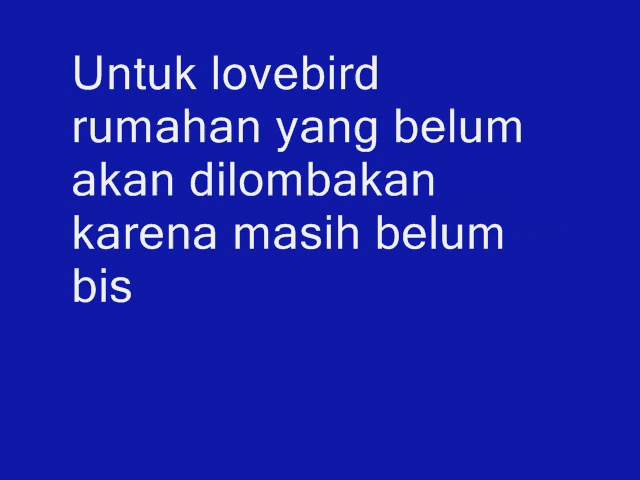 Untuk lovebird
rumahan yang belum
akan dilombakan
karena masih belum
bis